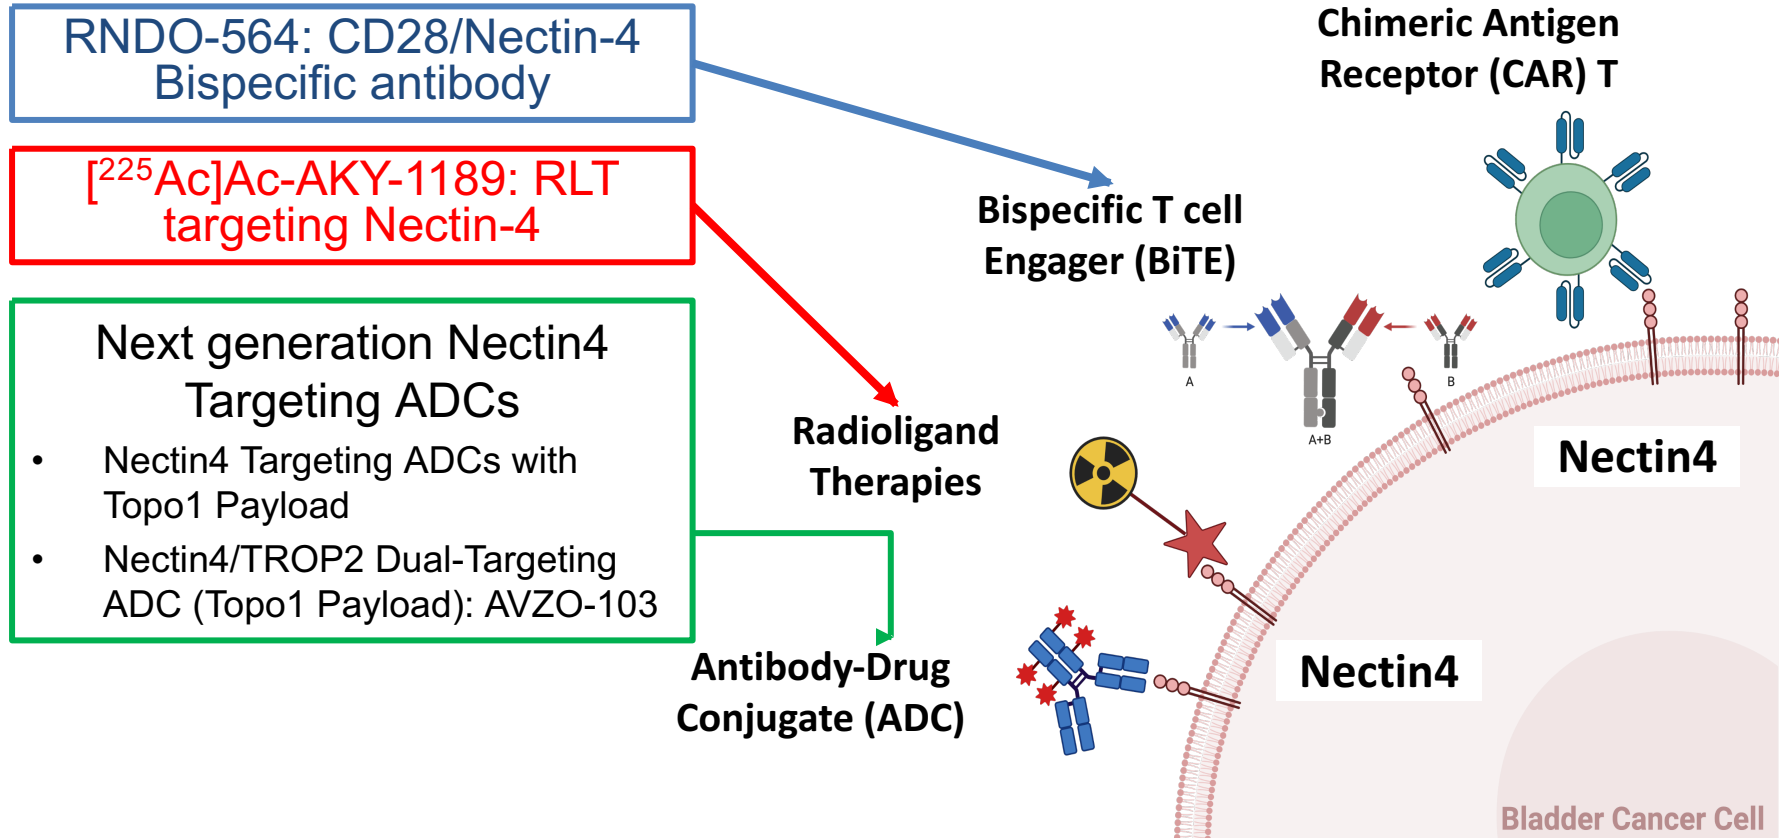 RNDO-564: CD28/Nectin-4
Bispecific antibody
[²²⁵Ac]Ac-AKY-1189: RLT
targeting Nectin-4
Next generation Nectin4
Targeting ADCs
• Nectin4 Targeting ADCs with
Topo1 Payload
• Nectin4/TROP2 Dual-Targeting
ADC (Topo1 Payload): AVZO-103
Chimeric Antigen
Receptor (CAR) T
Bispecific T cell
Engager (BiTE)
A
A+B
B
Radioligand
Therapies
Antibody-Drug
Conjugate (ADC)
Nectin4
Nectin4
Bladder Cancer Cell